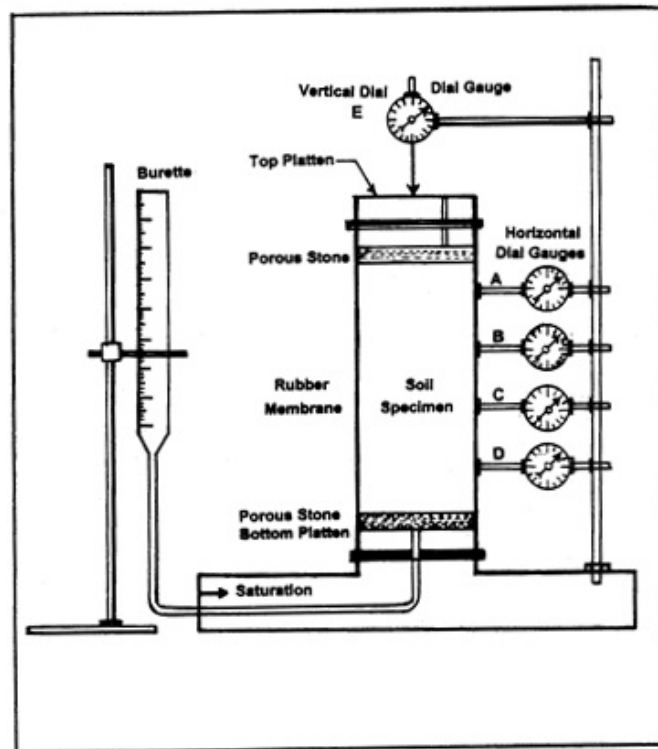 Vertical Dial
E
Dial Gauge
Burette
Top Platten
Porous Stone
Horizontal
Dial Gauges
A
B
C
D
Rubber
Membrane
Soil
Specimen
Porous Stone
Bottom Platten
Saturation